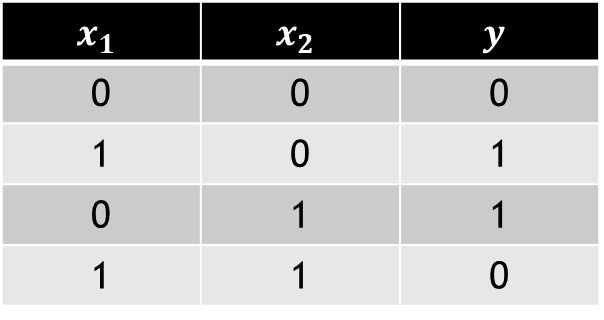 x₁ x₂ y
0 0 0
1 0 1
0 1 1
1 1 0